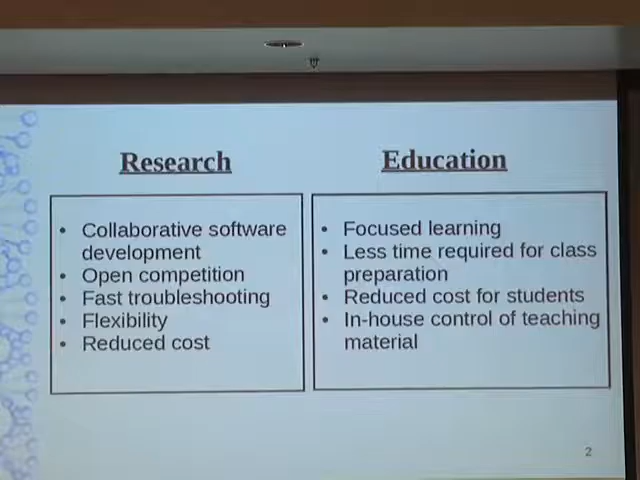 Research
Education
• Collaborative software
development
• Open competition
• Fast troubleshooting
• Flexibility
• Reduced cost
• Focused learning
• Less time required for class
preparation
• Reduced cost for students
• In-house control of teaching
material
2